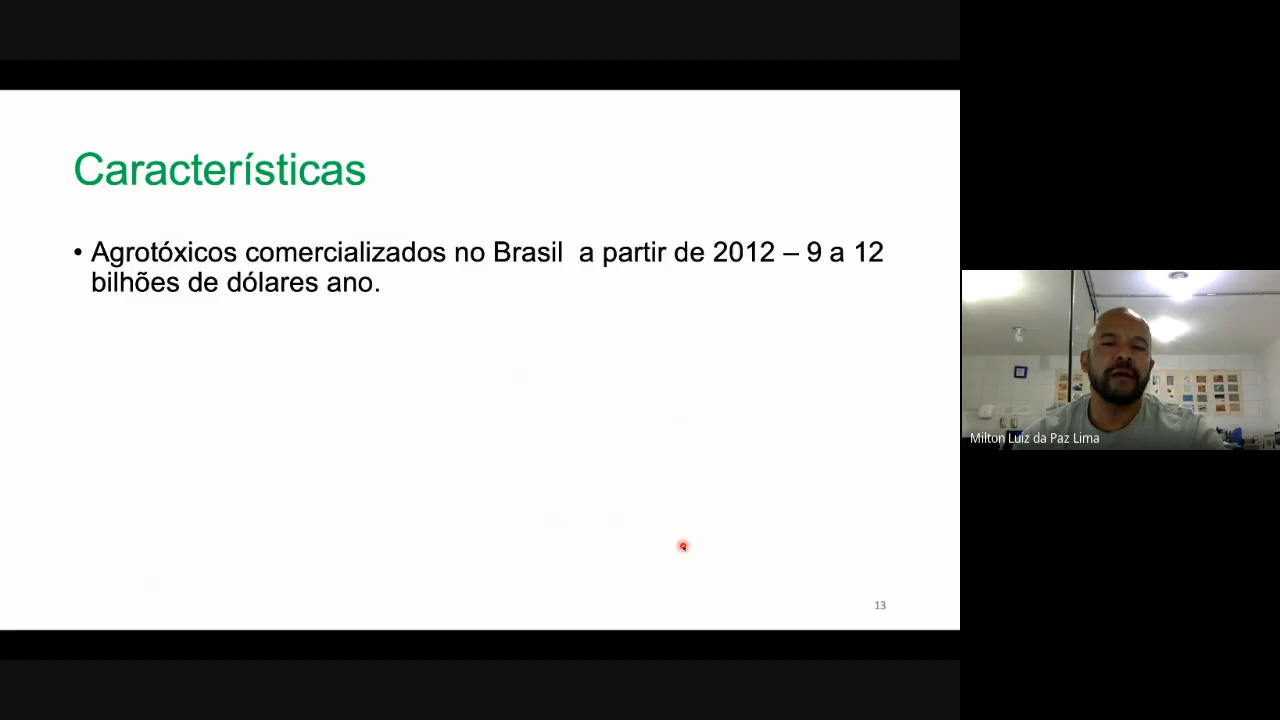 Características
• Agrotóxicos comercializados no Brasil  a partir de 2012 – 9 a 12
bilhões de dólares ano.
13
Milton Luiz da Paz Lima